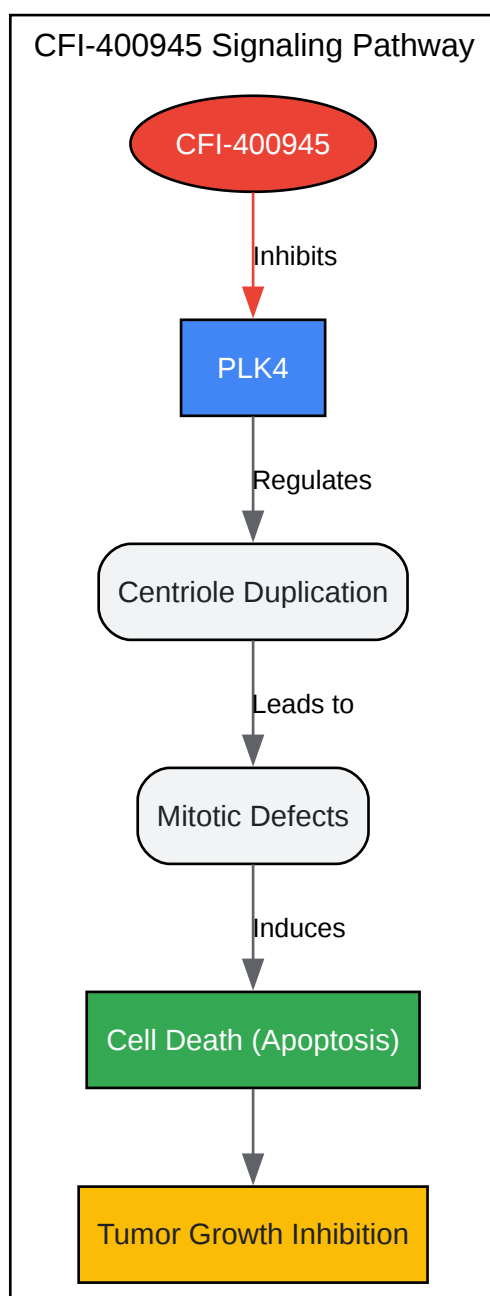 CFI-400945 Signaling Pathway
CFI-400945
Inhibits
PLK4
Regulates
Centriole Duplication
Leads to
Mitotic Defects
Induces
Cell Death (Apoptosis)
Tumor Growth Inhibition